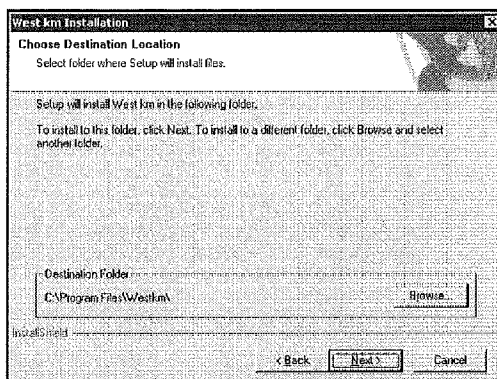 West km Installation
Choose Destination Location
Select folder where Setup will install files.
Setup will install West km in the following folder.
To install to this folder, click Next. To install to a different folder, click Browse and select
another folder.
Destination Folder
C:\Program Files\Westkm\
Browse...
InstallShield
< Back
Next >
Cancel